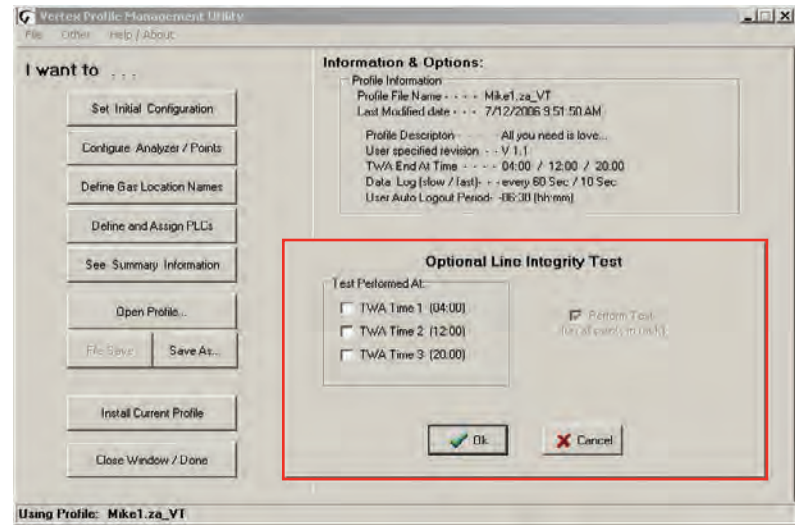 Vertex Profile Management Utility
File Other Help / About
I want to . . .
Set Initial Configuration
Configure Analyzer / Points
Define Gas Location Names
Define and Assign PLCs
See Summary Information
Open Profile...
File Save Save As...
Install Current Profile
Close Window / Done
Information & Options:
Profile Information
Profile File Name - - - - Mike1.za_VT
Last Modified date - - - 7/12/2006 9:51:50 AM
Profile Descripton - - - - All you need is love...
User specified revision - - V 1.1
TWA End At Time - - - - - 04:00 / 12:00 / 20:00
Data Log (slow / fast)- - - every 60 Sec / 10 Sec
User Auto Logout Period- -06:30 (hh:mm)
Optional Line Integrity Test
Test Performed At:
TWA Time 1 (04:00)
TWA Time 2 (12:00)
TWA Time 3 (20:00)
Perform Test
(on all points in rack)
Ok Cancel
Using Profile: Mike1.za_VT